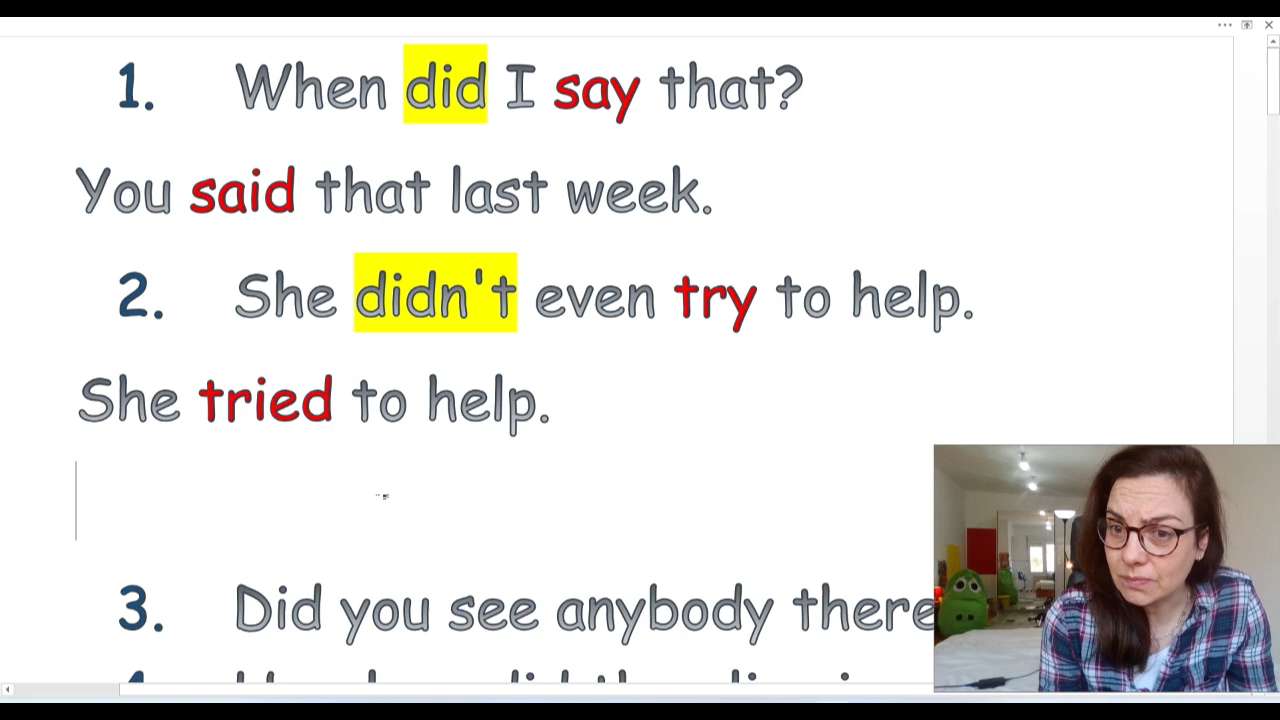 1. When did I say that?
You said that last week.
2. She didn't even try to help.
She tried to help.
3. Did you see anybody there